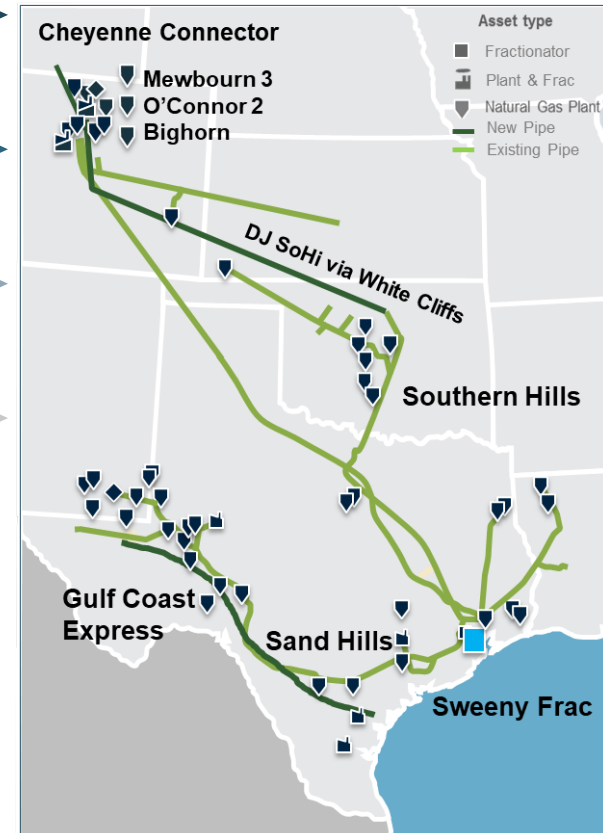 Cheyenne Connector
Asset type
Fractionator
Plant & Frac
Natural Gas Plant
New Pipe
Existing Pipe
Mewbourn 3
O'Connor 2
Bighorn
DJ SoHi via White Cliffs
Southern Hills
Gulf Coast
Express
Sand Hills
Sweeny Frac